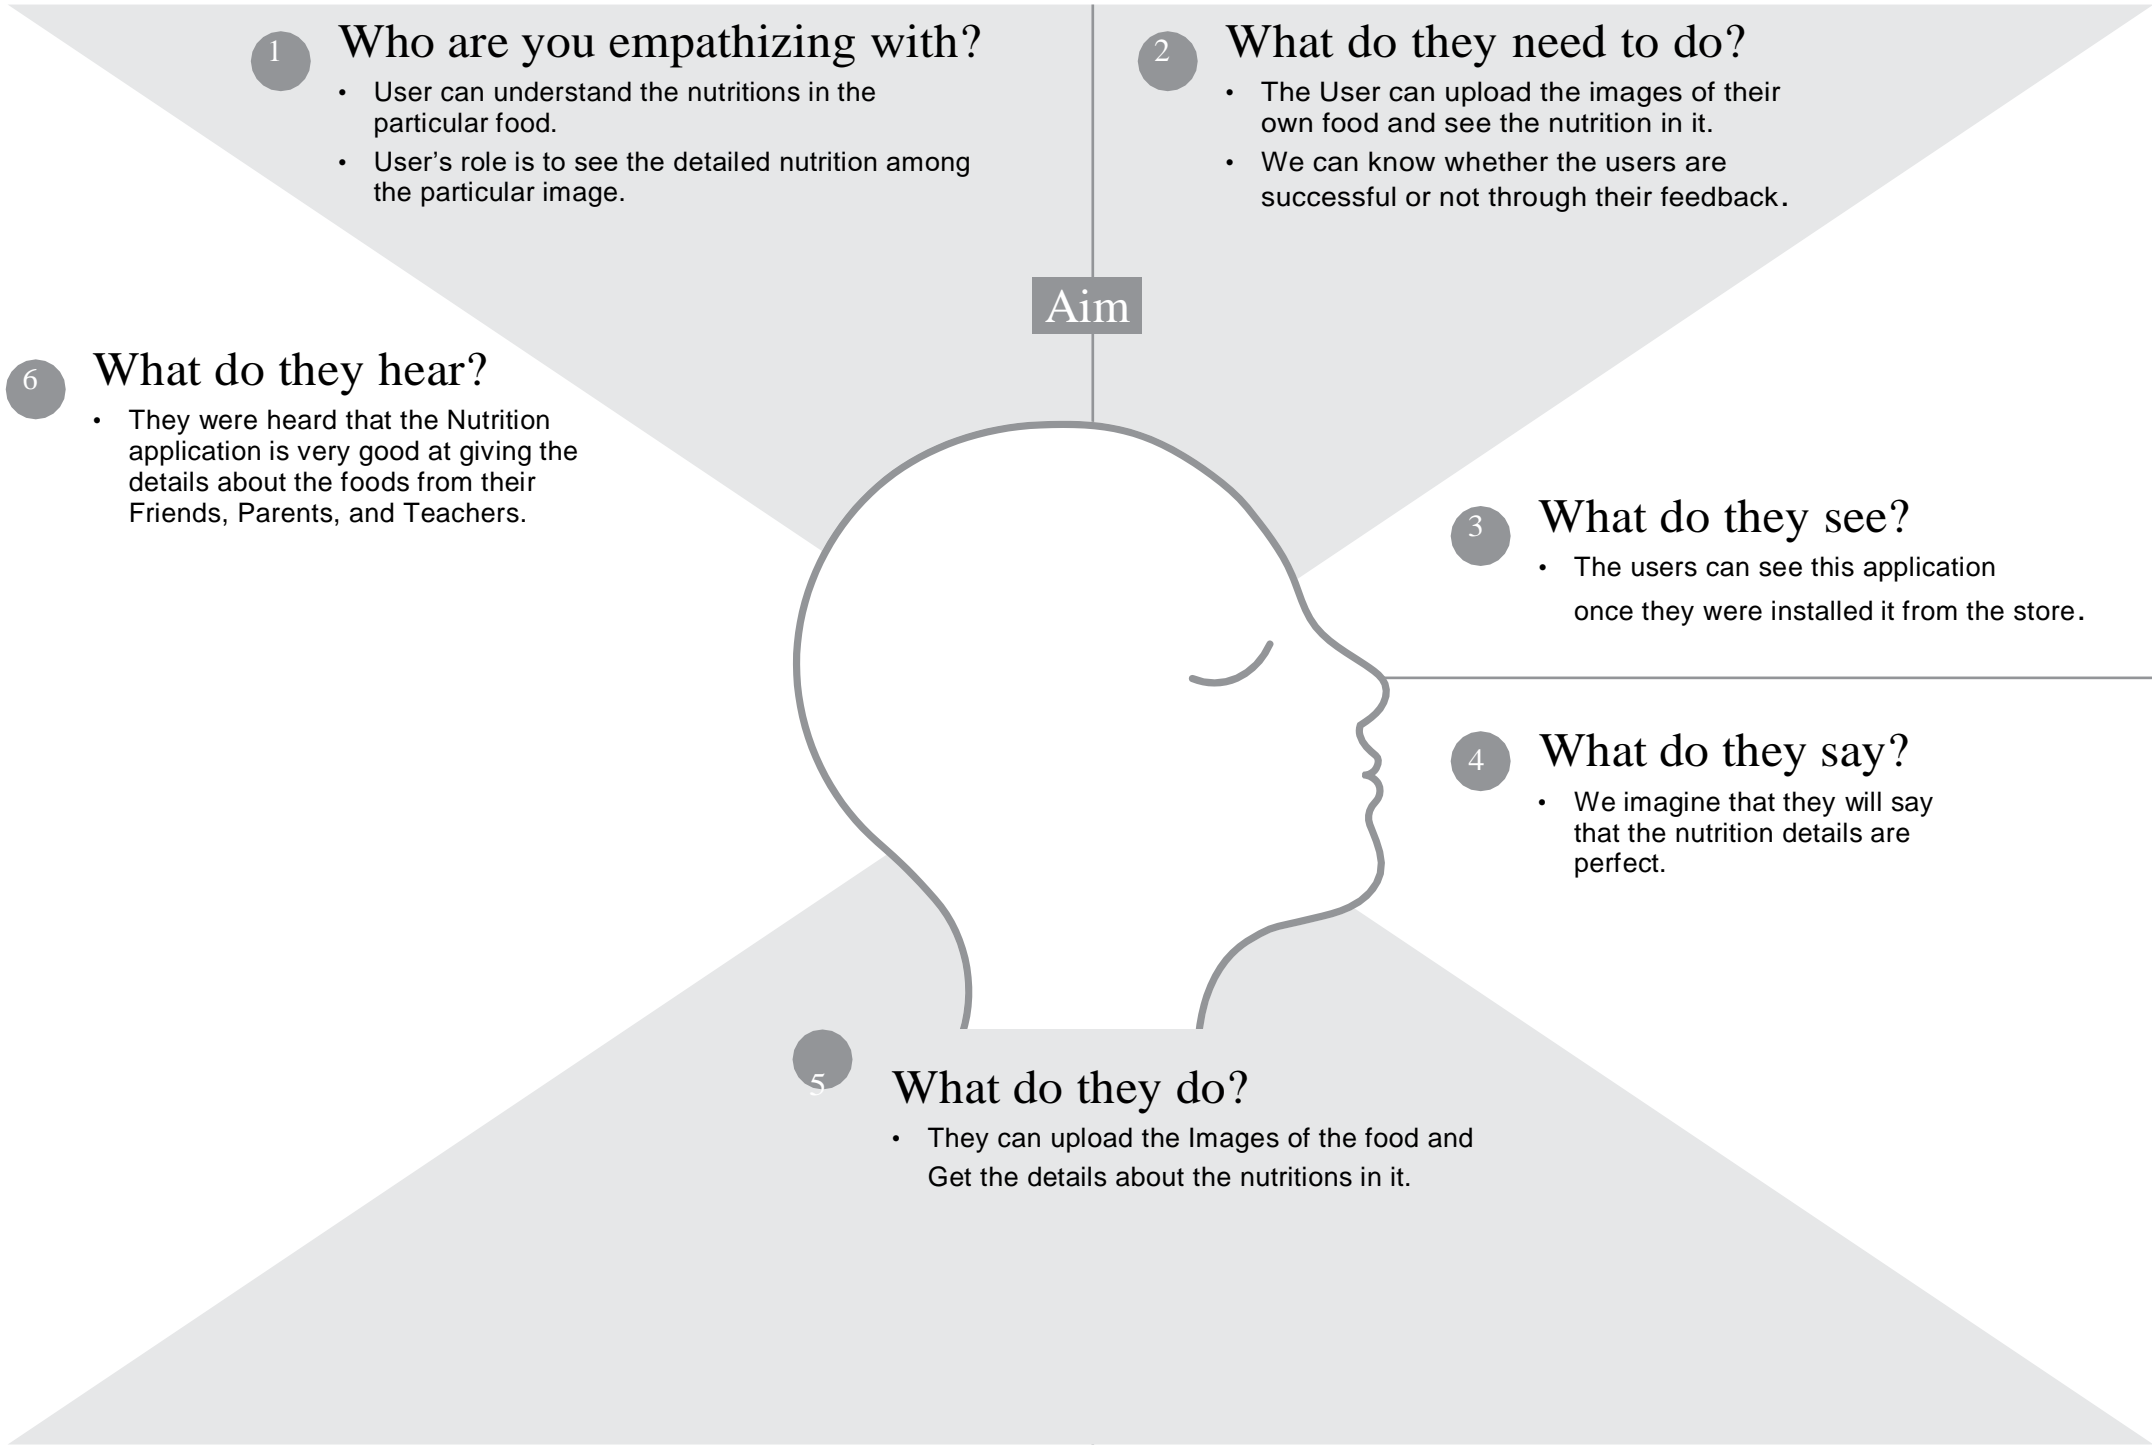 1
Who are you empathizing with?
• User can understand the nutritions in the
particular food.
• User’s role is to see the detailed nutrition among
the particular image.
2
What do they need to do?
• The User can upload the images of their
own food and see the nutrition in it.
• We can know whether the users are
successful or not through their feedback.
Aim
6
What do they hear?
• They were heard that the Nutrition
application is very good at giving the
details about the foods from their
Friends, Parents, and Teachers.
3
What do they see?
• The users can see this application
once they were installed it from the store.
4
What do they say?
• We imagine that they will say
that the nutrition details are
perfect.
5
What do they do?
• They can upload the Images of the food and
Get the details about the nutritions in it.